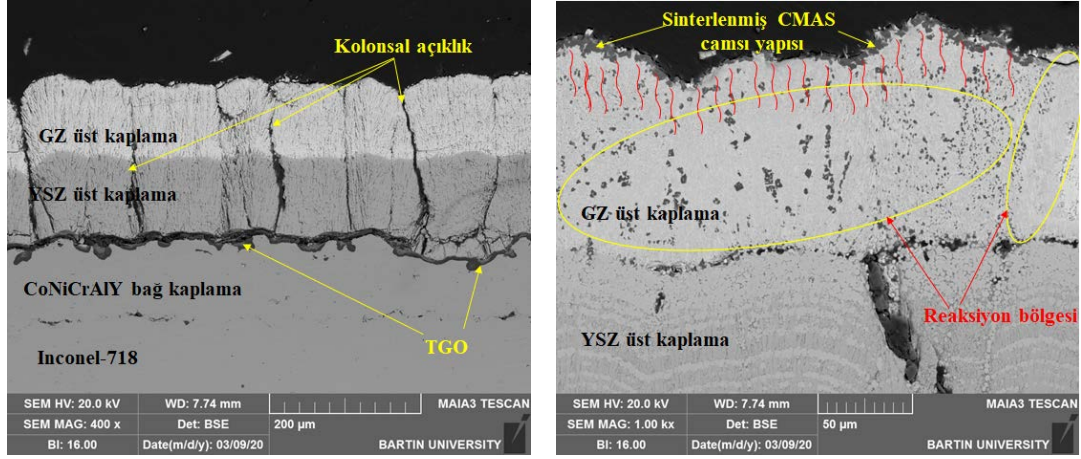 Kolonsal açıklık
GZ üst kaplama
YSZ üst kaplama
CoNiCrAlY bağ kaplama
TGO
Inconel-718
SEM HV: 20.0 kV
WD: 7.74 mm
MAIA3 TESCAN
SEM MAG: 400 x
Det: BSE
200 µm
BI: 16.00
Date(m/d/y): 03/09/20
BARTIN UNIVERSITY
Sinterlenmiş CMAS
camsı yapısı
GZ üst kaplama
Reaksiyon bölgesi
YSZ üst kaplama
SEM HV: 20.0 kV
WD: 7.74 mm
MAIA3 TESCAN
SEM MAG: 1.00 kx
Det: BSE
50 µm
BI: 16.00
Date(m/d/y): 03/09/20
BARTIN UNIVERSITY